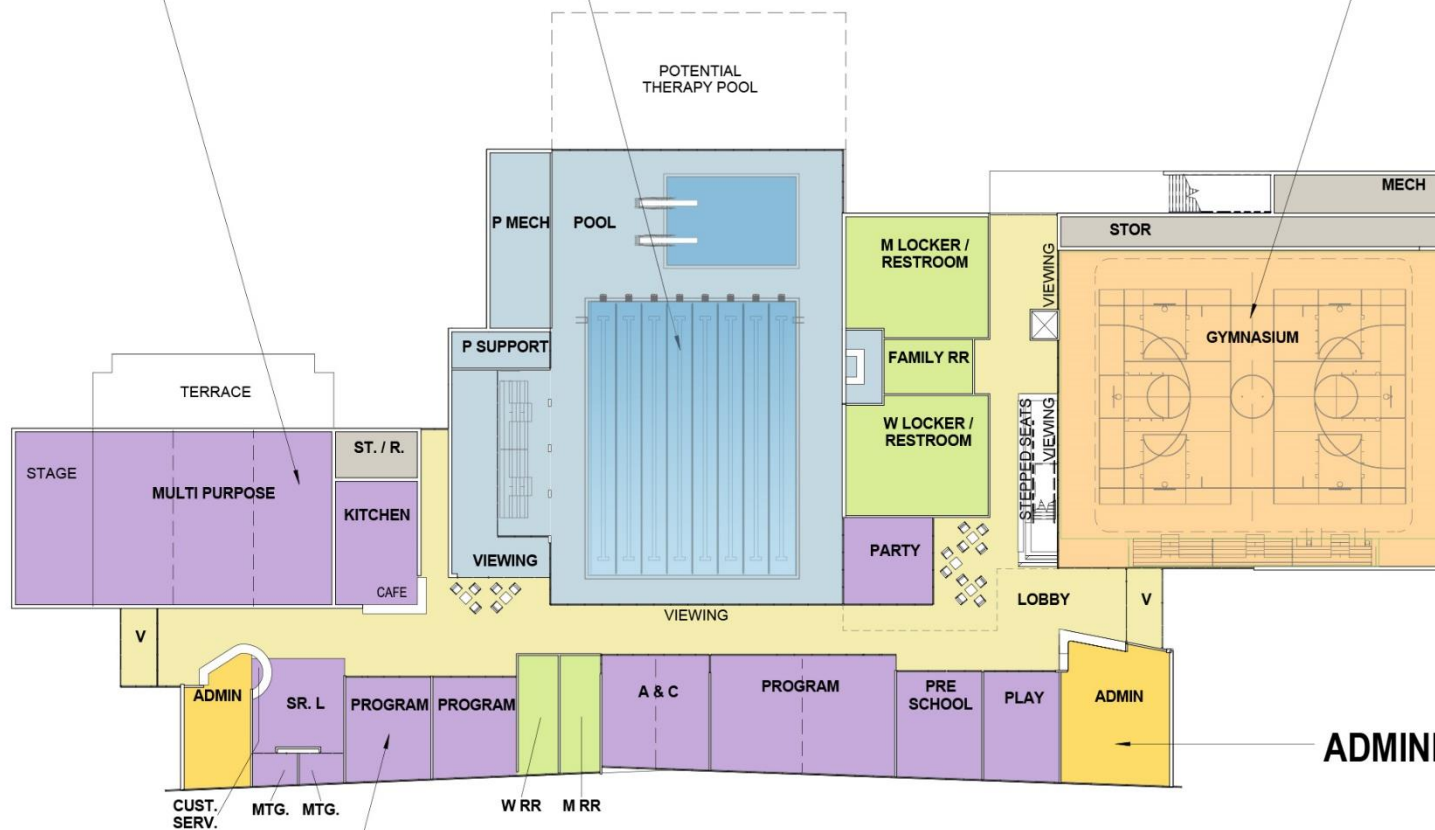 POTENTIAL
THERAPY POOL
P MECH
POOL
M LOCKER /
RESTROOM
VIEWING
STOR
MECH
GYMNASIUM
P SUPPORT
FAMILY RR
TERRACE
W LOCKER /
RESTROOM
STEPPED SEATS
VIEWING
STAGE
MULTI PURPOSE
ST. / R.
KITCHEN
CAFE
VIEWING
PARTY
VIEWING
LOBBY
V
V
ADMIN
SR. L
PROGRAM
PROGRAM
A & C
PROGRAM
PRE
SCHOOL
PLAY
ADMIN
ADMINI
CUST.
SERV.
MTG.
MTG.
W RR
M RR